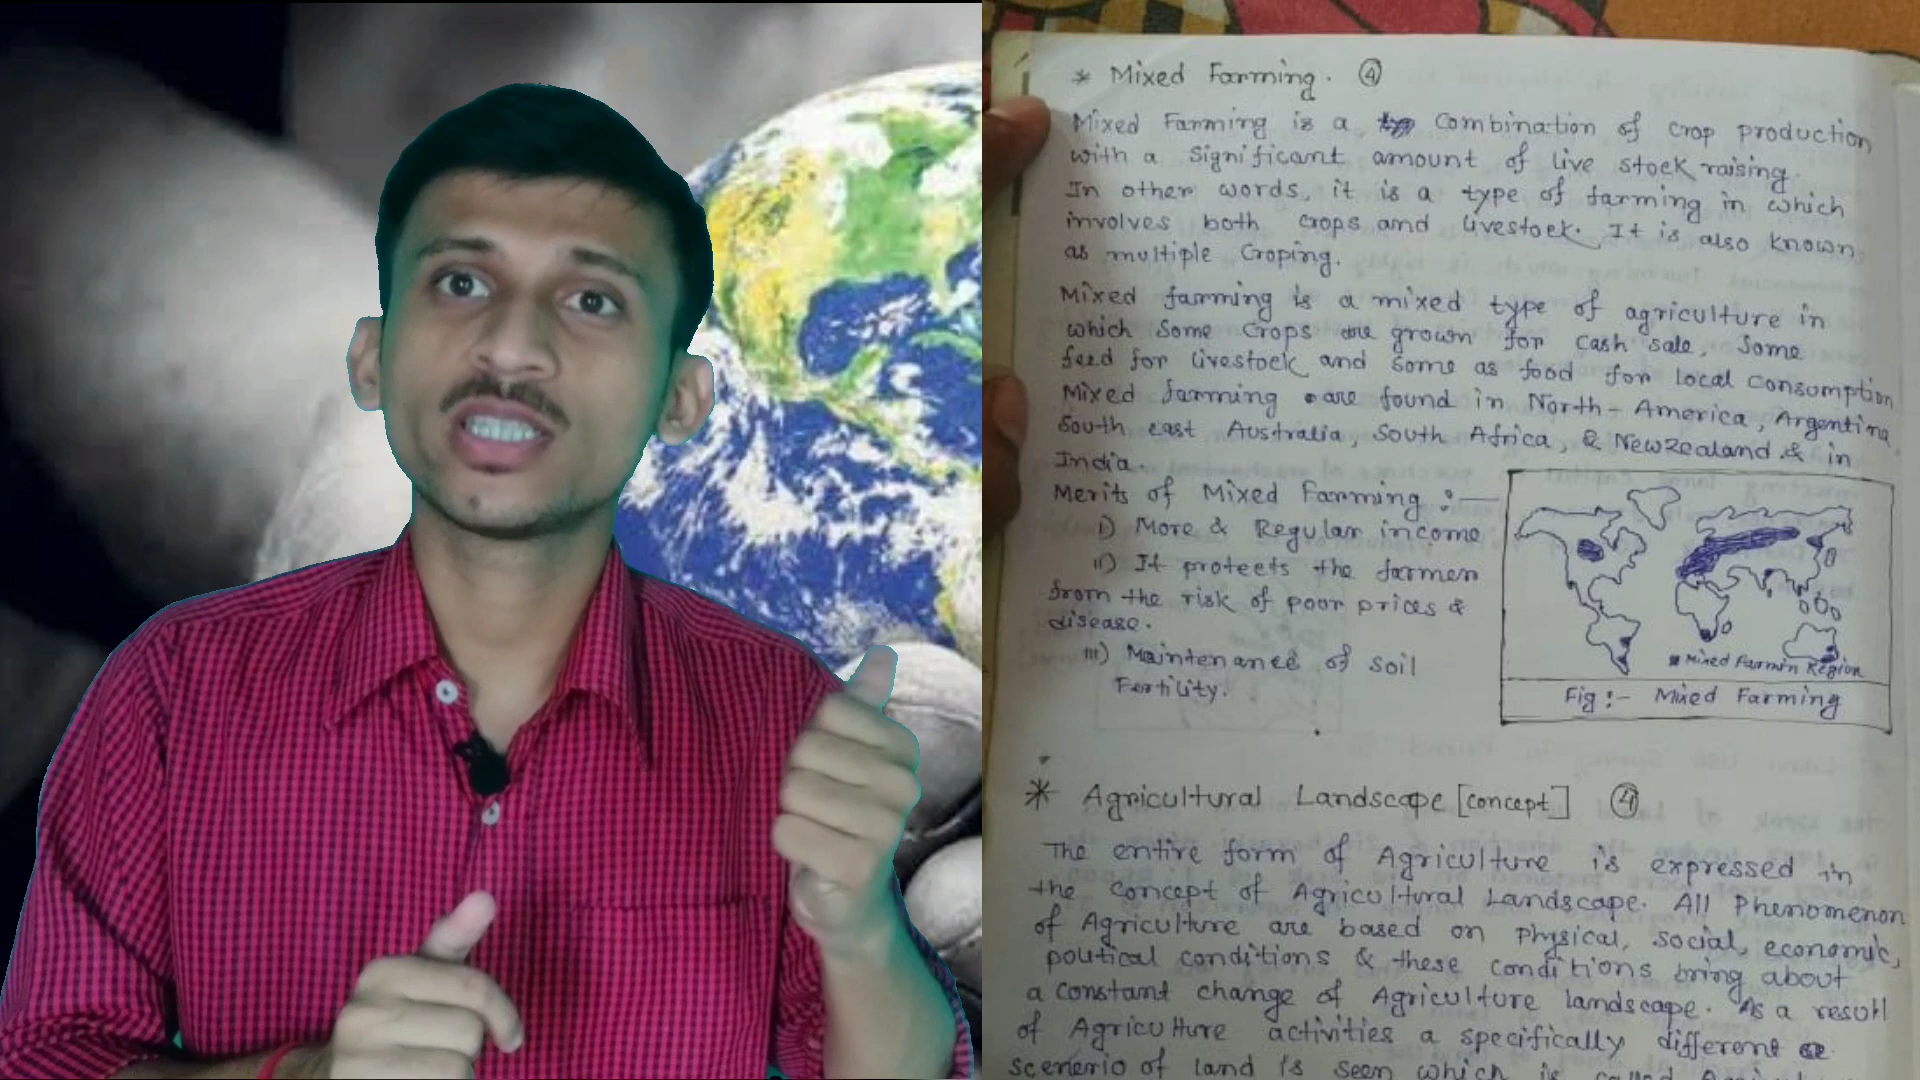 * Mixed Farming. ④
Mixed Farming is a combination of crop production
with a significant amount of live stock raising.
In other words, it is a type of farming in which
involves both crops and livestock. It is also known
as multiple Croping.
Mixed farming is a mixed type of agriculture in
which some crops are grown for cash sale, some
feed for livestock and some as food for local consumption
Mixed farming are found in North-America, Argentina
South east Australia, South Africa, & Newzealand & in
India.
Merits of Mixed Farming :—
i) More & Regular income
ii) It protects the farmer
from the risk of poor prices &
disease.
iii) Maintenance of soil
Fertility.
Mixed Farmin Region
Fig :- Mixed Farming
* Agricultural Landscape [concept] ④
The entire form of Agriculture is expressed in
the concept of Agricultural Landscape. All Phenomenon
of Agriculture are based on physical, social, economic,
political conditions & these conditions bring about
a constant change of Agriculture landscape. As a result
of Agriculture activities a specifically different
scenerio of land is seen which is called